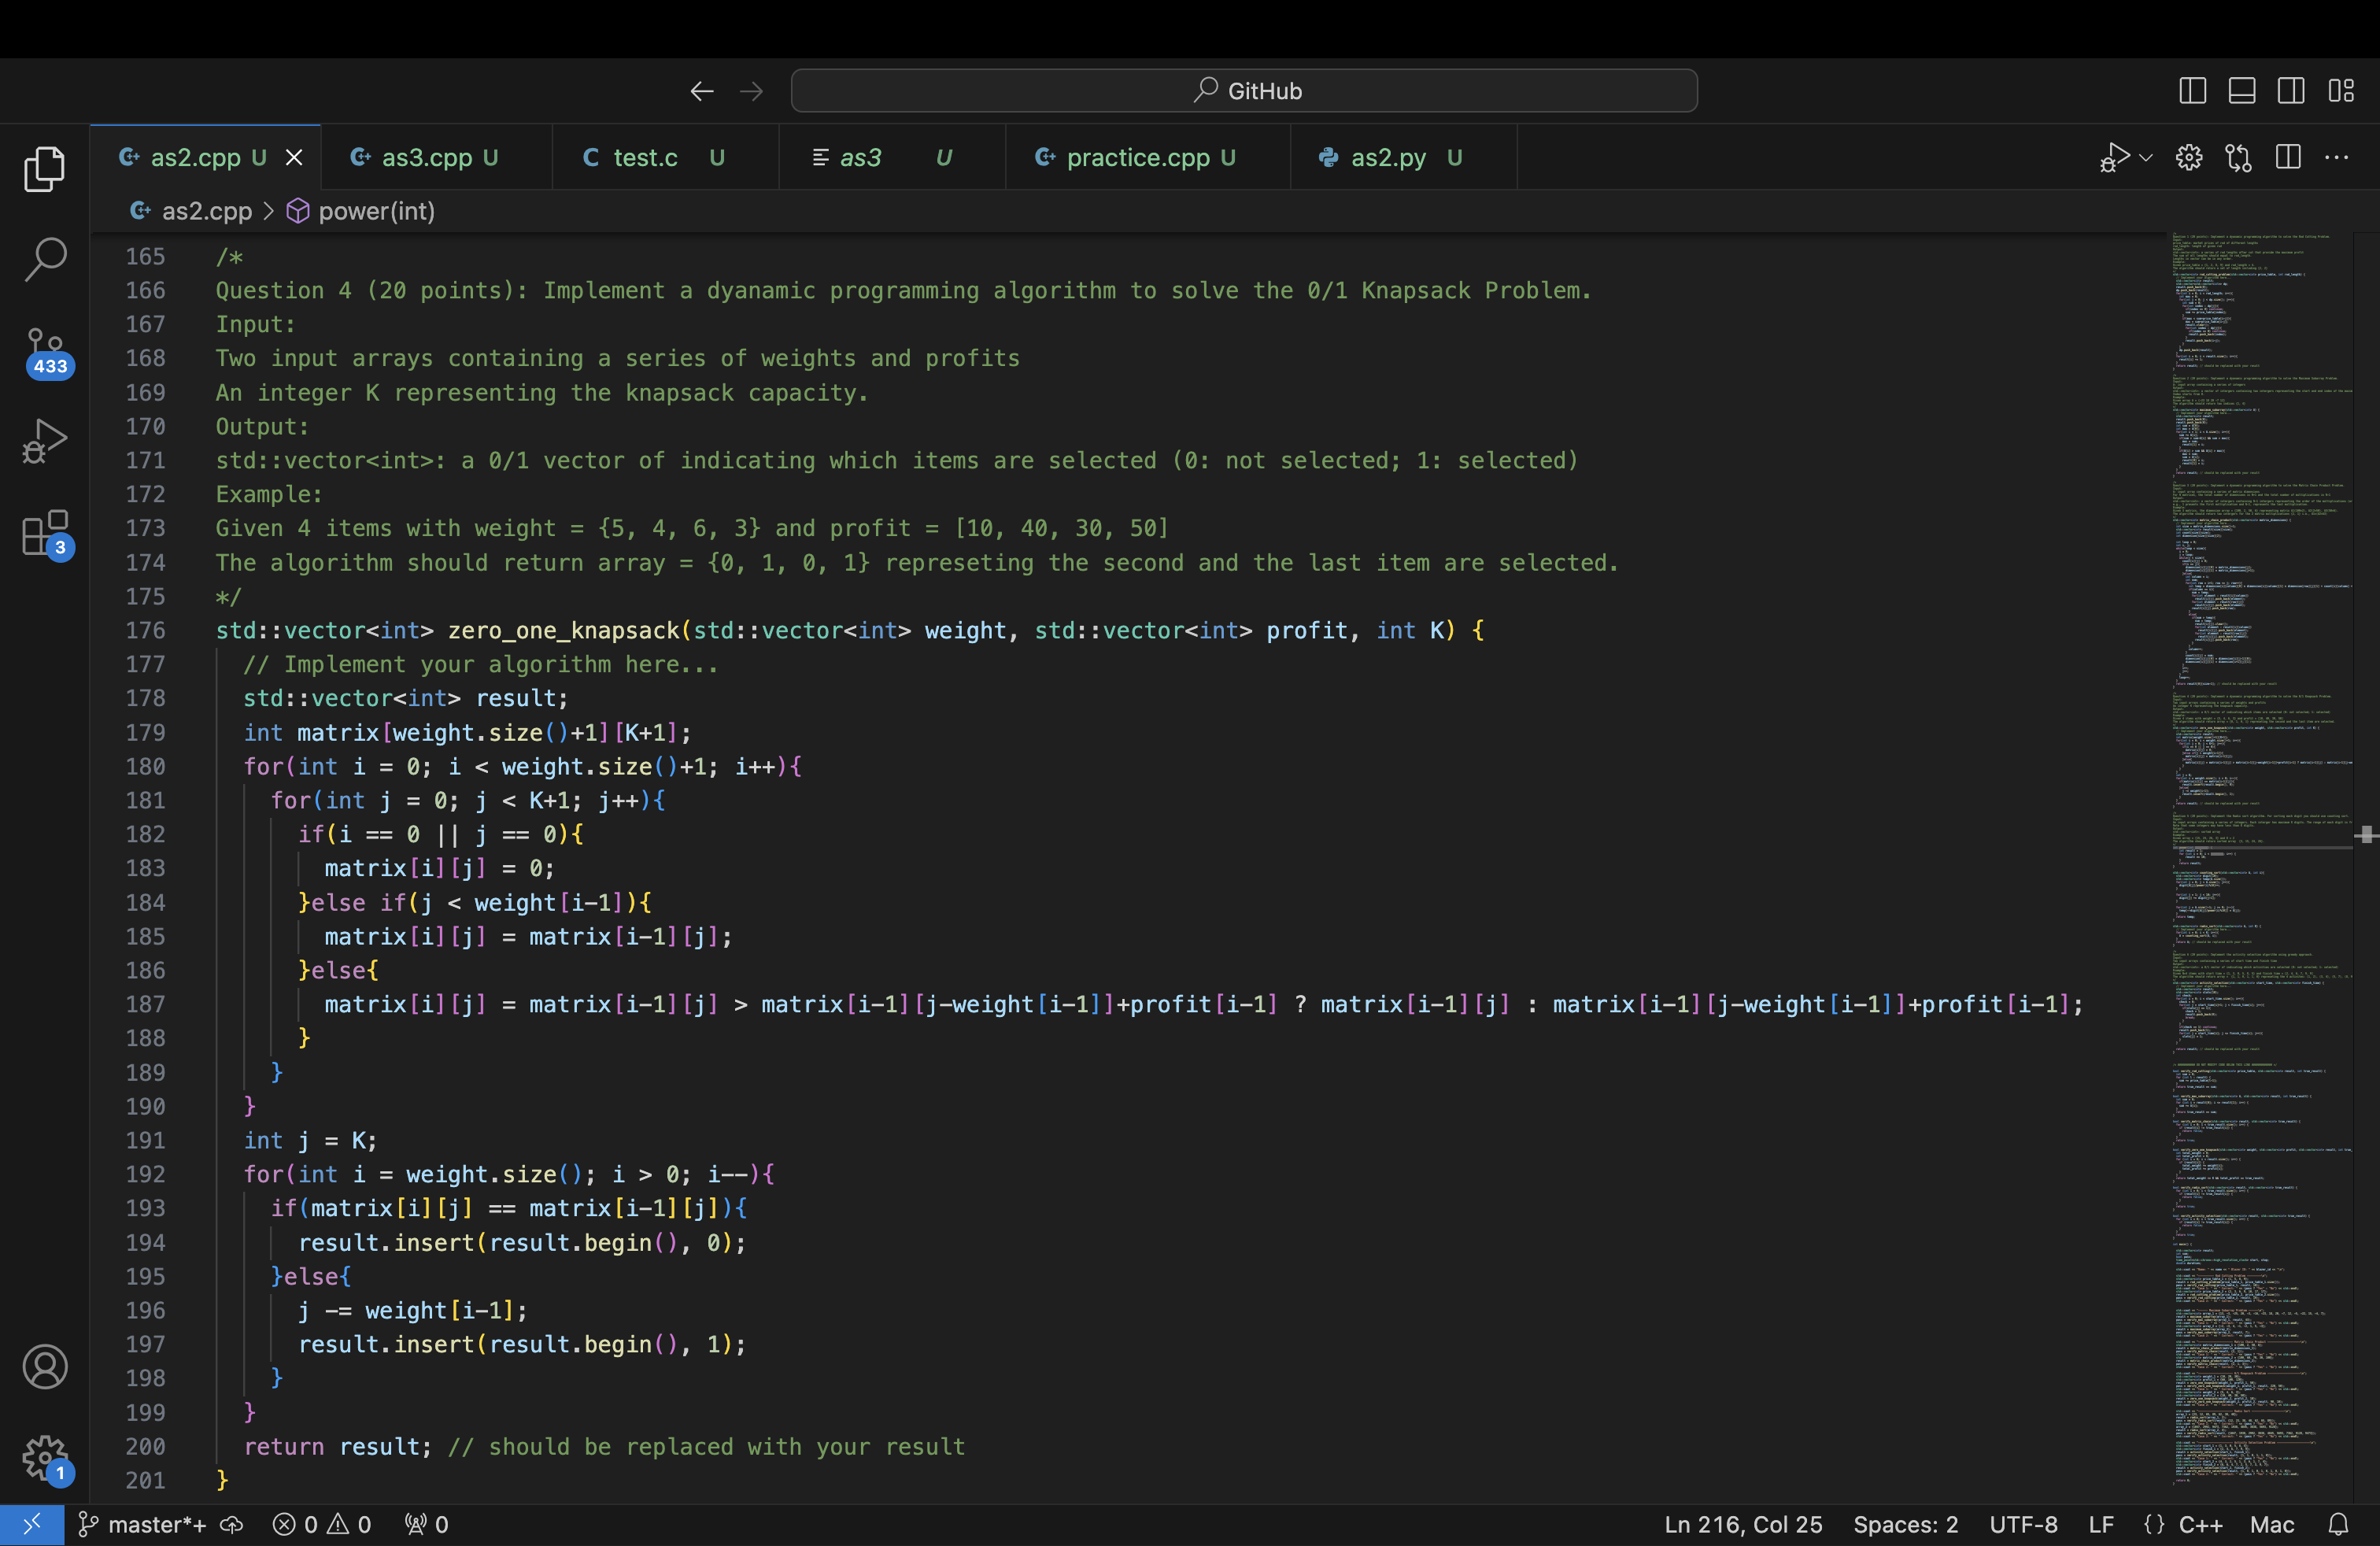 GitHub
as2.cpp U as3.cpp U test.c U as3 U practice.cpp U as2.py U
as2.cpp > power(int)
165 /*
166 Question 4 (20 points): Implement a dyanamic programming algorithm to solve the 0/1 Knapsack Problem.
167 Input:
168 Two input arrays containing a series of weights and profits
169 An integer K representing the knapsack capacity.
170 Output:
171 std::vector<int>: a 0/1 vector of indicating which items are selected (0: not selected; 1: selected)
172 Example:
173 Given 4 items with weight = {5, 4, 6, 3} and profit = [10, 40, 30, 50]
174 The algorithm should return array = {0, 1, 0, 1} represeting the second and the last item are selected.
175 */
176 std::vector<int> zero_one_knapsack(std::vector<int> weight, std::vector<int> profit, int K) {
177 // Implement your algorithm here...
178 std::vector<int> result;
179 int matrix[weight.size()+1][K+1];
180 for(int i = 0; i < weight.size()+1; i++){
181 for(int j = 0; j < K+1; j++){
182 if(i == 0 || j == 0){
183 matrix[i][j] = 0;
184 }else if(j < weight[i-1]){
185 matrix[i][j] = matrix[i-1][j];
186 }else{
187 matrix[i][j] = matrix[i-1][j] > matrix[i-1][j-weight[i-1]]+profit[i-1] ? matrix[i-1][j] : matrix[i-1][j-weight[i-1]]+profit[i-1];
188 }
189 }
190 }
191 int j = K;
192 for(int i = weight.size(); i > 0; i--){
193 if(matrix[i][j] == matrix[i-1][j]){
194 result.insert(result.begin(), 0);
195 }else{
196 j -= weight[i-1];
197 result.insert(result.begin(), 1);
198 }
199 }
200 return result; // should be replaced with your result
201 }
433
3
1
master*+ 0 0 0 Ln 216, Col 25 Spaces: 2 UTF-8 LF {} C++ Mac